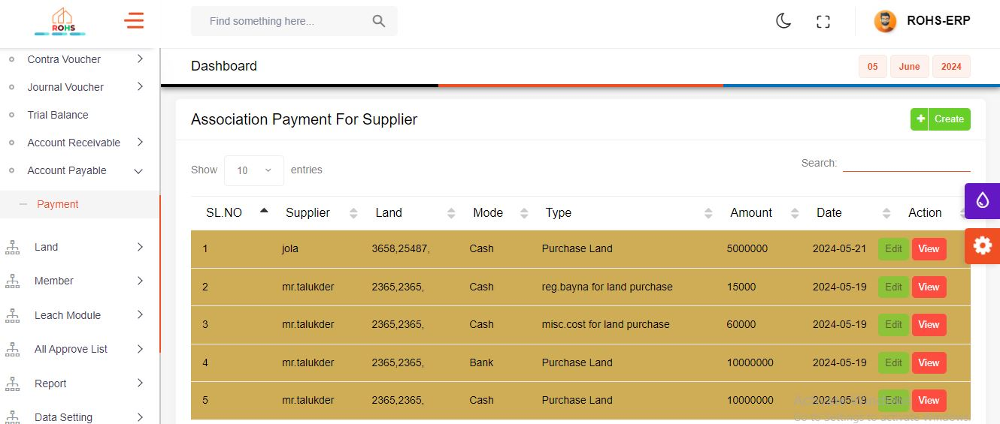 ROHS
Find something here...
ROHS-ERP
Contra Voucher
Journal Voucher
Trial Balance
Account Receivable
Account Payable
Payment
Land
Member
Leach Module
All Approve List
Report
Data Setting
Dashboard
05 June 2024
Association Payment For Supplier
+ Create
Show 10 entries
Search:
SL.NO Supplier Land Mode Type Amount Date Action
1 jola 3658,25487, Cash Purchase Land 5000000 2024-05-21 Edit View
2 mr.talukder 2365,2365, Cash reg.bayna for land purchase 15000 2024-05-19 Edit View
3 mr.talukder 2365,2365, Cash misc.cost for land purchase 60000 2024-05-19 Edit View
4 mr.talukder 2365,2365, Bank Purchase Land 10000000 2024-05-19 Edit View
5 mr.talukder 2365,2365, Cash Purchase Land 10000000 2024-05-19 Edit View
Activate Windows
Go to Settings to activate Windows.